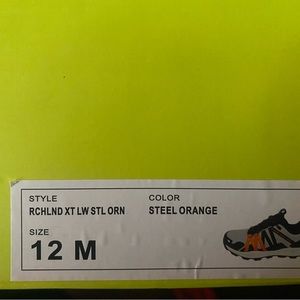 STYLE COLOR
RCHLND XT LW STL ORN STEEL ORANGE
SIZE
12 M